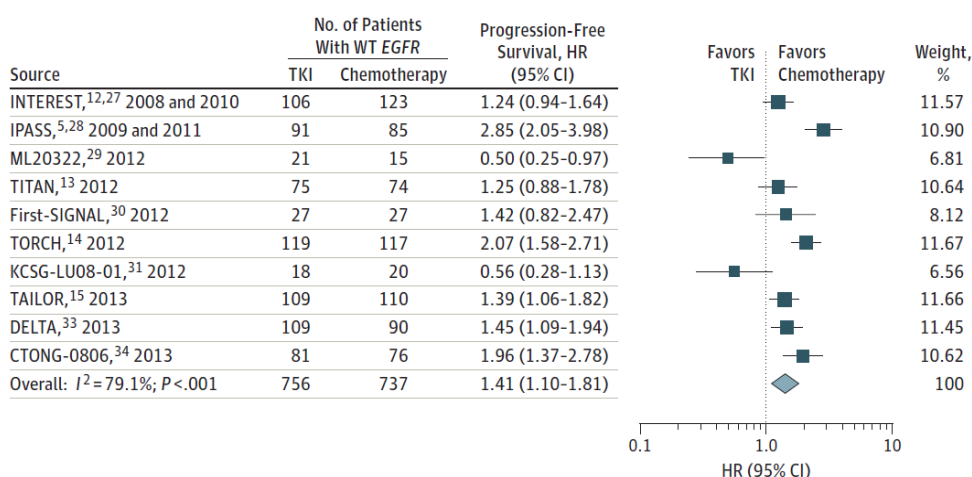 No. of Patients With WT EGFR
Progression-Free Survival, HR (95% CI)
Favors TKI
Favors Chemotherapy
Weight, %
Source TKI Chemotherapy
INTEREST,12,27 2008 and 2010 106 123 1.24 (0.94–1.64) 11.57
IPASS,5,28 2009 and 2011 91 85 2.85 (2.05–3.98) 10.90
ML20322,29 2012 21 15 0.50 (0.25–0.97) 6.81
TITAN,13 2012 75 74 1.25 (0.88–1.78) 10.64
First-SIGNAL,30 2012 27 27 1.42 (0.82–2.47) 8.12
TORCH,14 2012 119 117 2.07 (1.58–2.71) 11.67
KCSG-LU08-01,31 2012 18 20 0.56 (0.28–1.13) 6.56
TAILOR,15 2013 109 110 1.39 (1.06–1.82) 11.66
DELTA,33 2013 109 90 1.45 (1.09–1.94) 11.45
CTONG-0806,34 2013 81 76 1.96 (1.37–2.78) 10.62
Overall: I2=79.1%; P<.001 756 737 1.41 (1.10–1.81) 100
0.1 1.0 10
HR (95% CI)